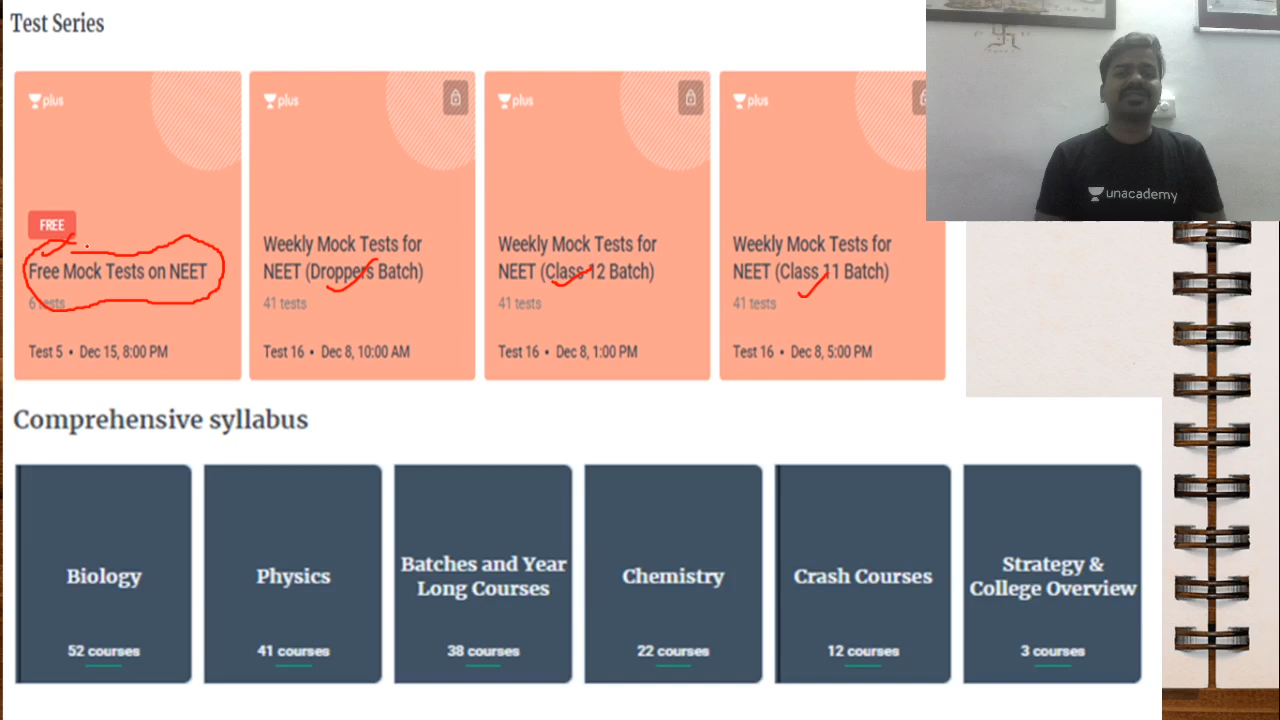 Test Series
plus
FREE
Free Mock Tests on NEET
6 tests
Test 5 • Dec 15, 8:00 PM
plus
Weekly Mock Tests for
NEET (Droppers Batch)
41 tests
Test 16 • Dec 8, 10:00 AM
plus
Weekly Mock Tests for
NEET (Class 12 Batch)
41 tests
Test 16 • Dec 8, 1:00 PM
plus
Weekly Mock Tests for
NEET (Class 11 Batch)
41 tests
Test 16 • Dec 8, 5:00 PM
unacademy
Comprehensive syllabus
Biology
52 courses
Physics
41 courses
Batches and Year
Long Courses
38 courses
Chemistry
22 courses
Crash Courses
12 courses
Strategy &
College Overview
3 courses